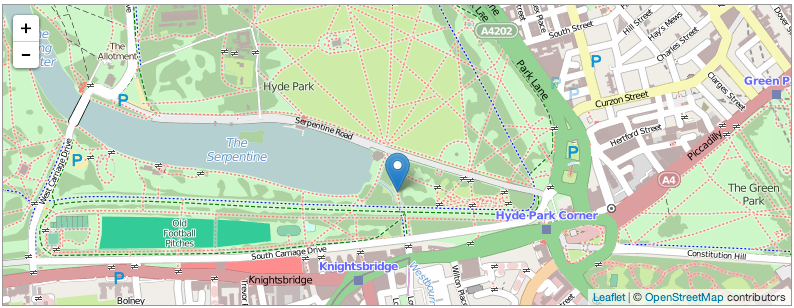 +
−
The
Allotment
P
Hyde Park
Serpentine Road
The
Serpentine
P
West Carriage Drive
Old
Football
Pitches
South Carriage Drive
Knightsbridge
Knightsbridge
P
Bolney
Hyde Park Corner
Wilton Place
A4202
Park Lane
South Street
Hill Street
Hay's Mews
Charles Street
P
Curzon Street
Clarges Street
Hertford Street
P
P
P
Piccadilly
A4
Green P
The Green
Park
Constitution Hill
Leaflet | © OpenStreetMap contributors